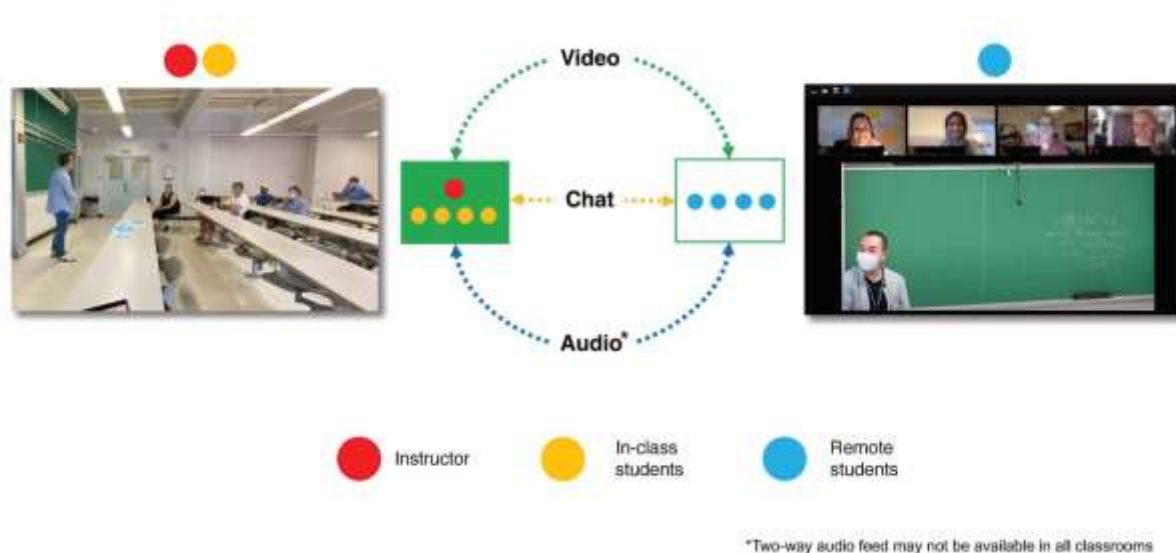 Video
Chat
Audio*
Instructor
In-class
students
Remote
students
*Two-way audio feed may not be available in all classrooms